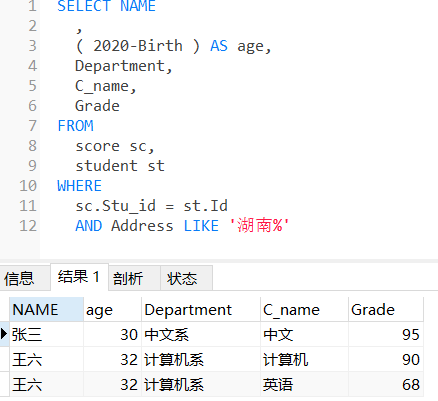 1 SELECT NAME
2 ,
3 ( 2020-Birth ) AS age,
4 Department,
5 C_name,
6 Grade
7 FROM
8 score sc,
9 student st
10 WHERE
11 sc.Stu_id = st.Id
12 AND Address LIKE '湖南%'
信息 结果 1 剖析 状态
NAME age Department C_name Grade
张三 30 中文系 中文 95
王六 32 计算机系 计算机 90
王六 32 计算机系 英语 68